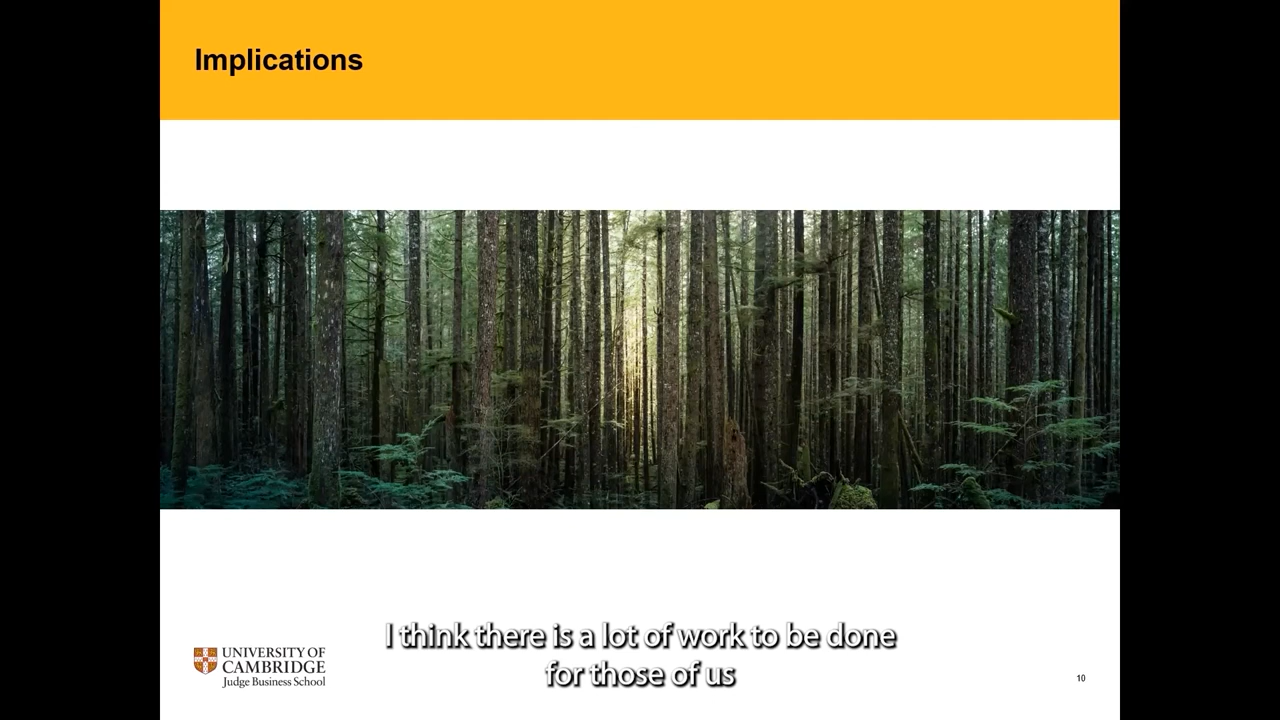 Implications
I think there is a lot of work to be done
for those of us
UNIVERSITY OF
CAMBRIDGE
Judge Business School
10